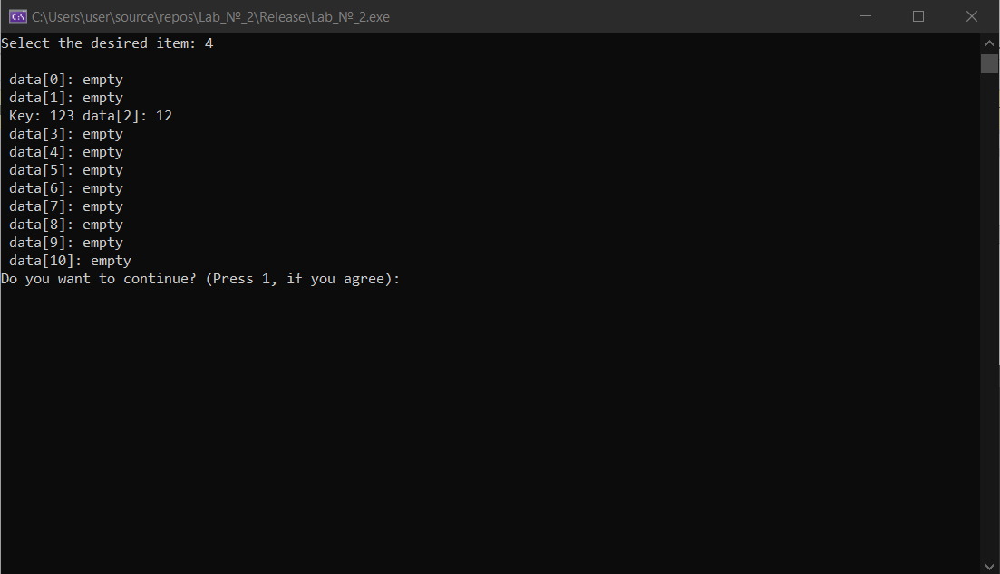 C:\Users\user\source\repos\Lab_№_2\Release\Lab_№_2.exe
Select the desired item: 4
data[0]: empty
data[1]: empty
Key: 123 data[2]: 12
data[3]: empty
data[4]: empty
data[5]: empty
data[6]: empty
data[7]: empty
data[8]: empty
data[9]: empty
data[10]: empty
Do you want to continue? (Press 1, if you agree):